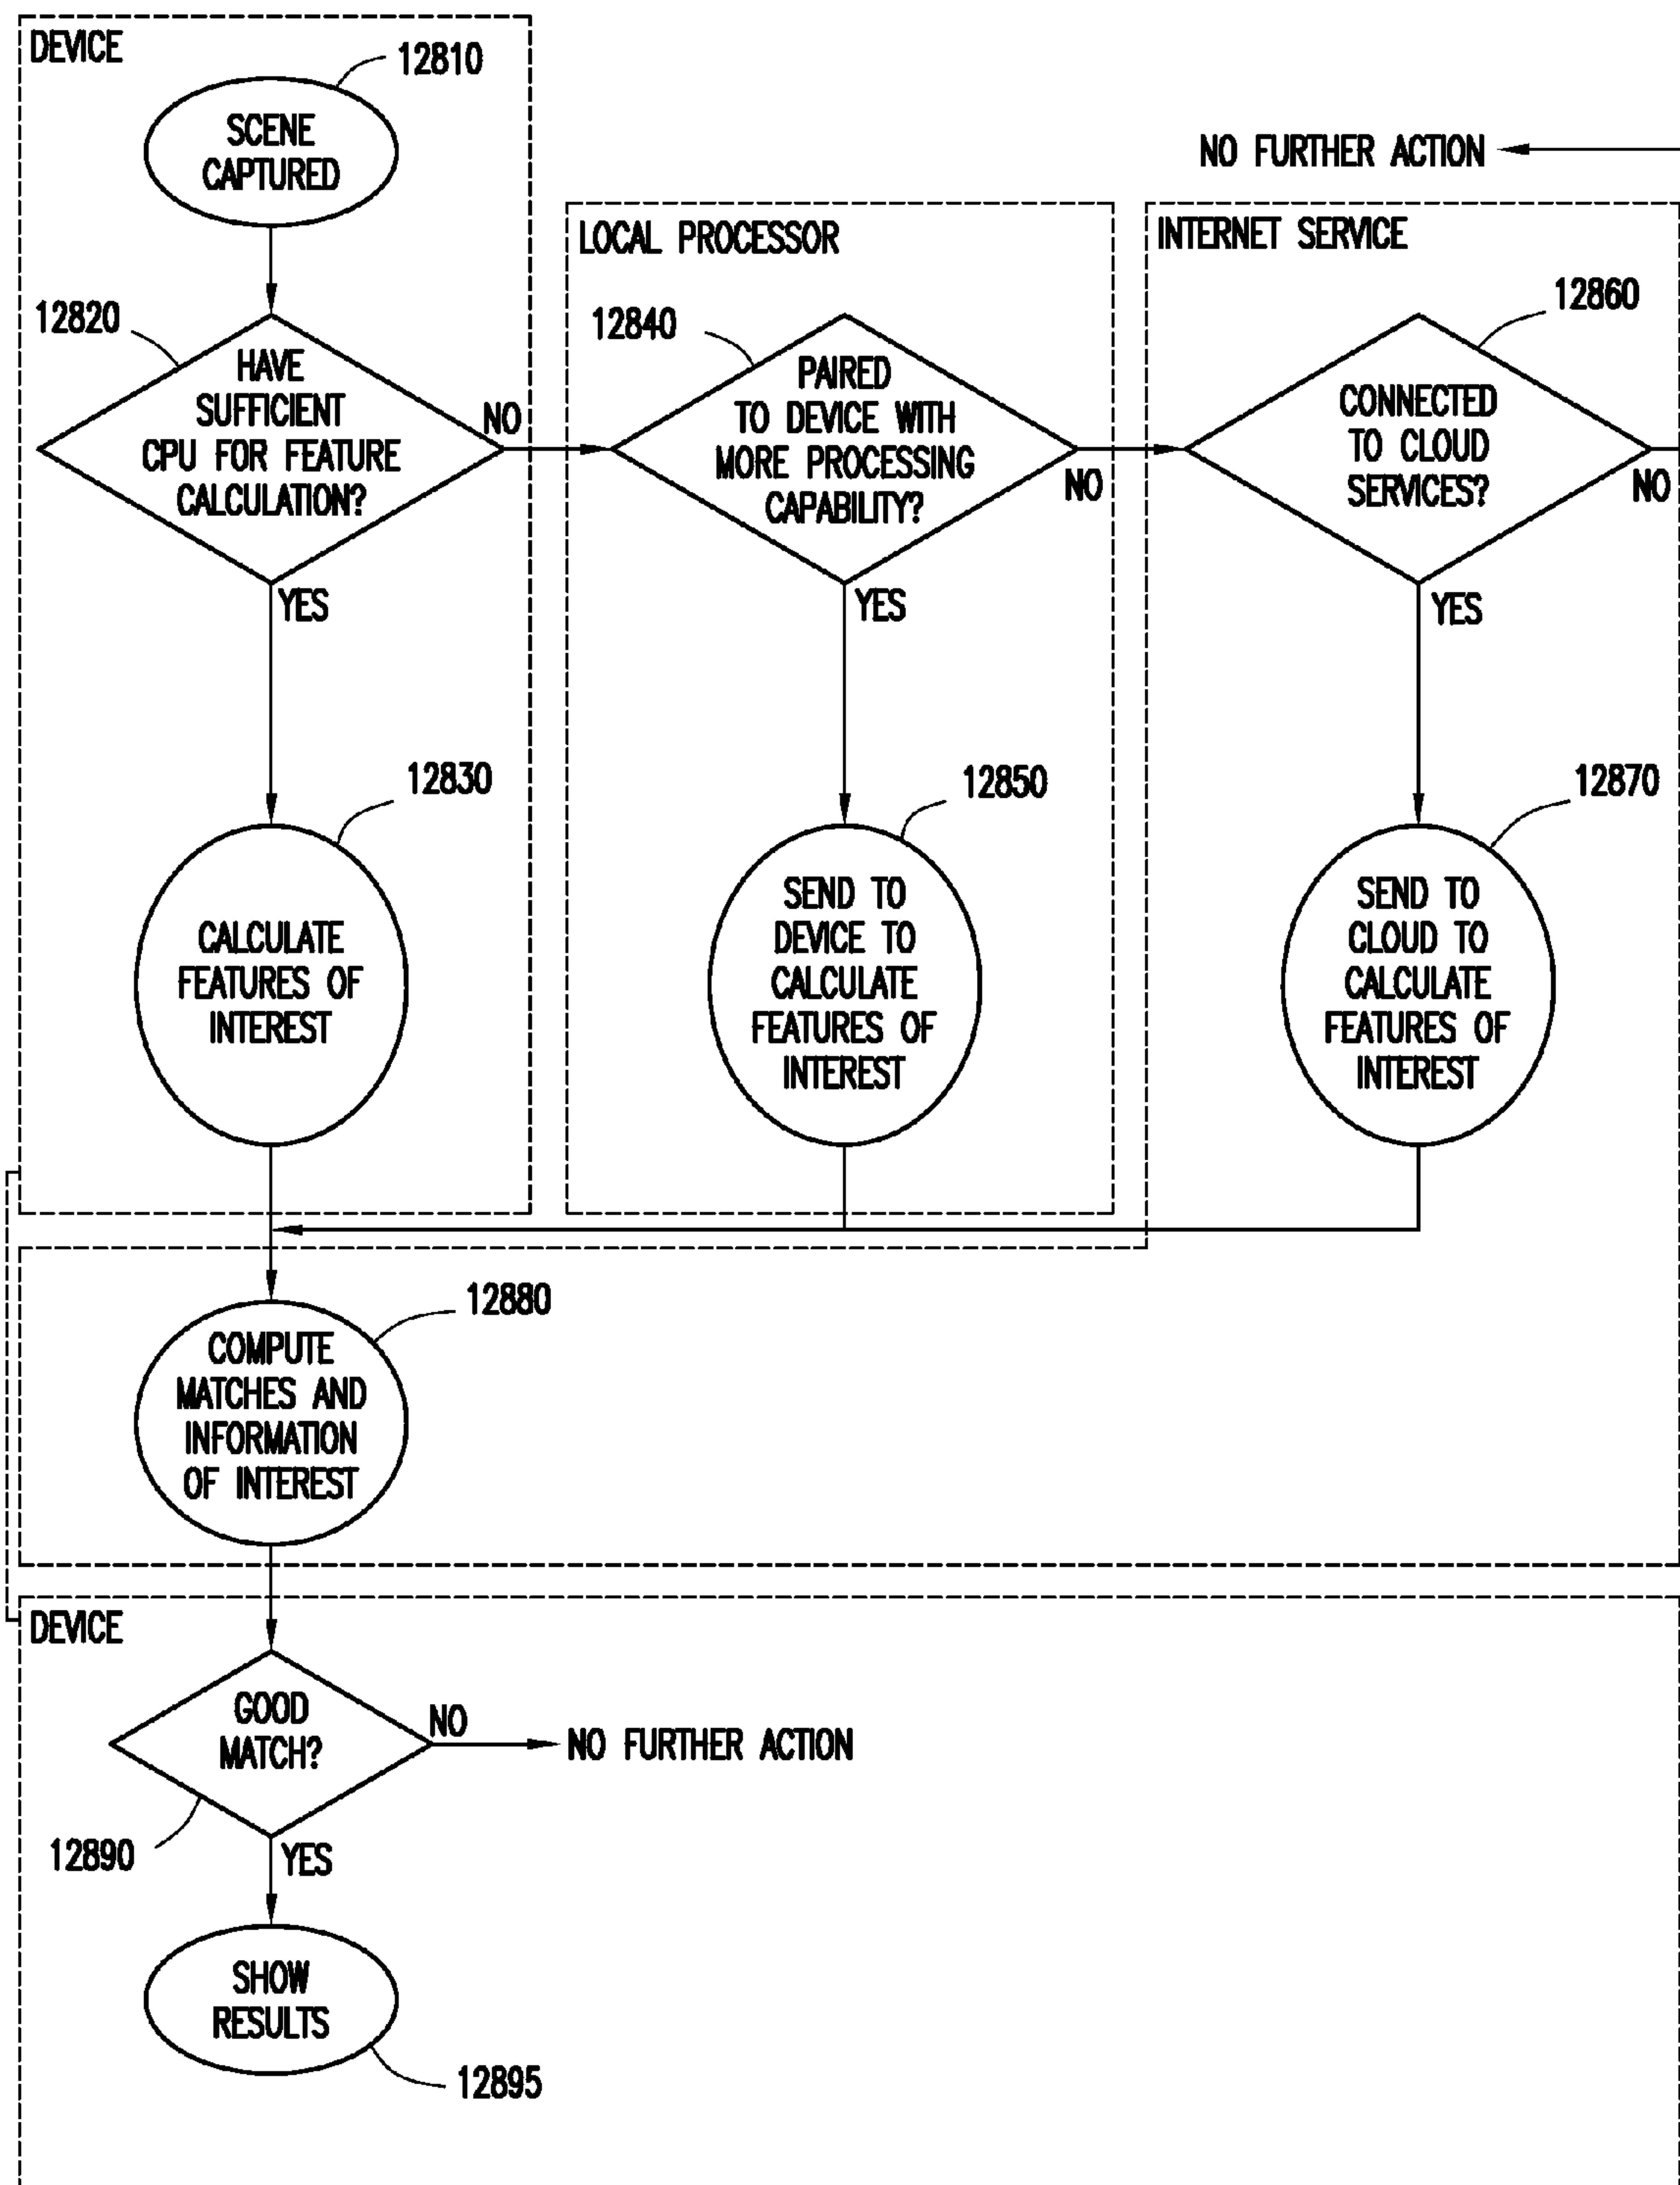 DEVICE
12810
SCENE
CAPTURED
NO FURTHER ACTION
LOCAL PROCESSOR
INTERNET SERVICE
12820
HAVE
SUFFICIENT
CPU FOR FEATURE
CALCULATION?
NO
YES
12840
PAIRED
TO DEVICE WITH
MORE PROCESSING
CAPABILITY?
NO
YES
12860
CONNECTED
TO CLOUD
SERVICES?
NO
YES
12830
CALCULATE
FEATURES OF
INTEREST
12850
SEND TO
DEVICE TO
CALCULATE
FEATURES OF
INTEREST
12870
SEND TO
CLOUD TO
CALCULATE
FEATURES OF
INTEREST
12880
COMPUTE
MATCHES AND
INFORMATION
OF INTEREST
DEVICE
GOOD
MATCH?
NO
NO FURTHER ACTION
12890
YES
SHOW
RESULTS
12895